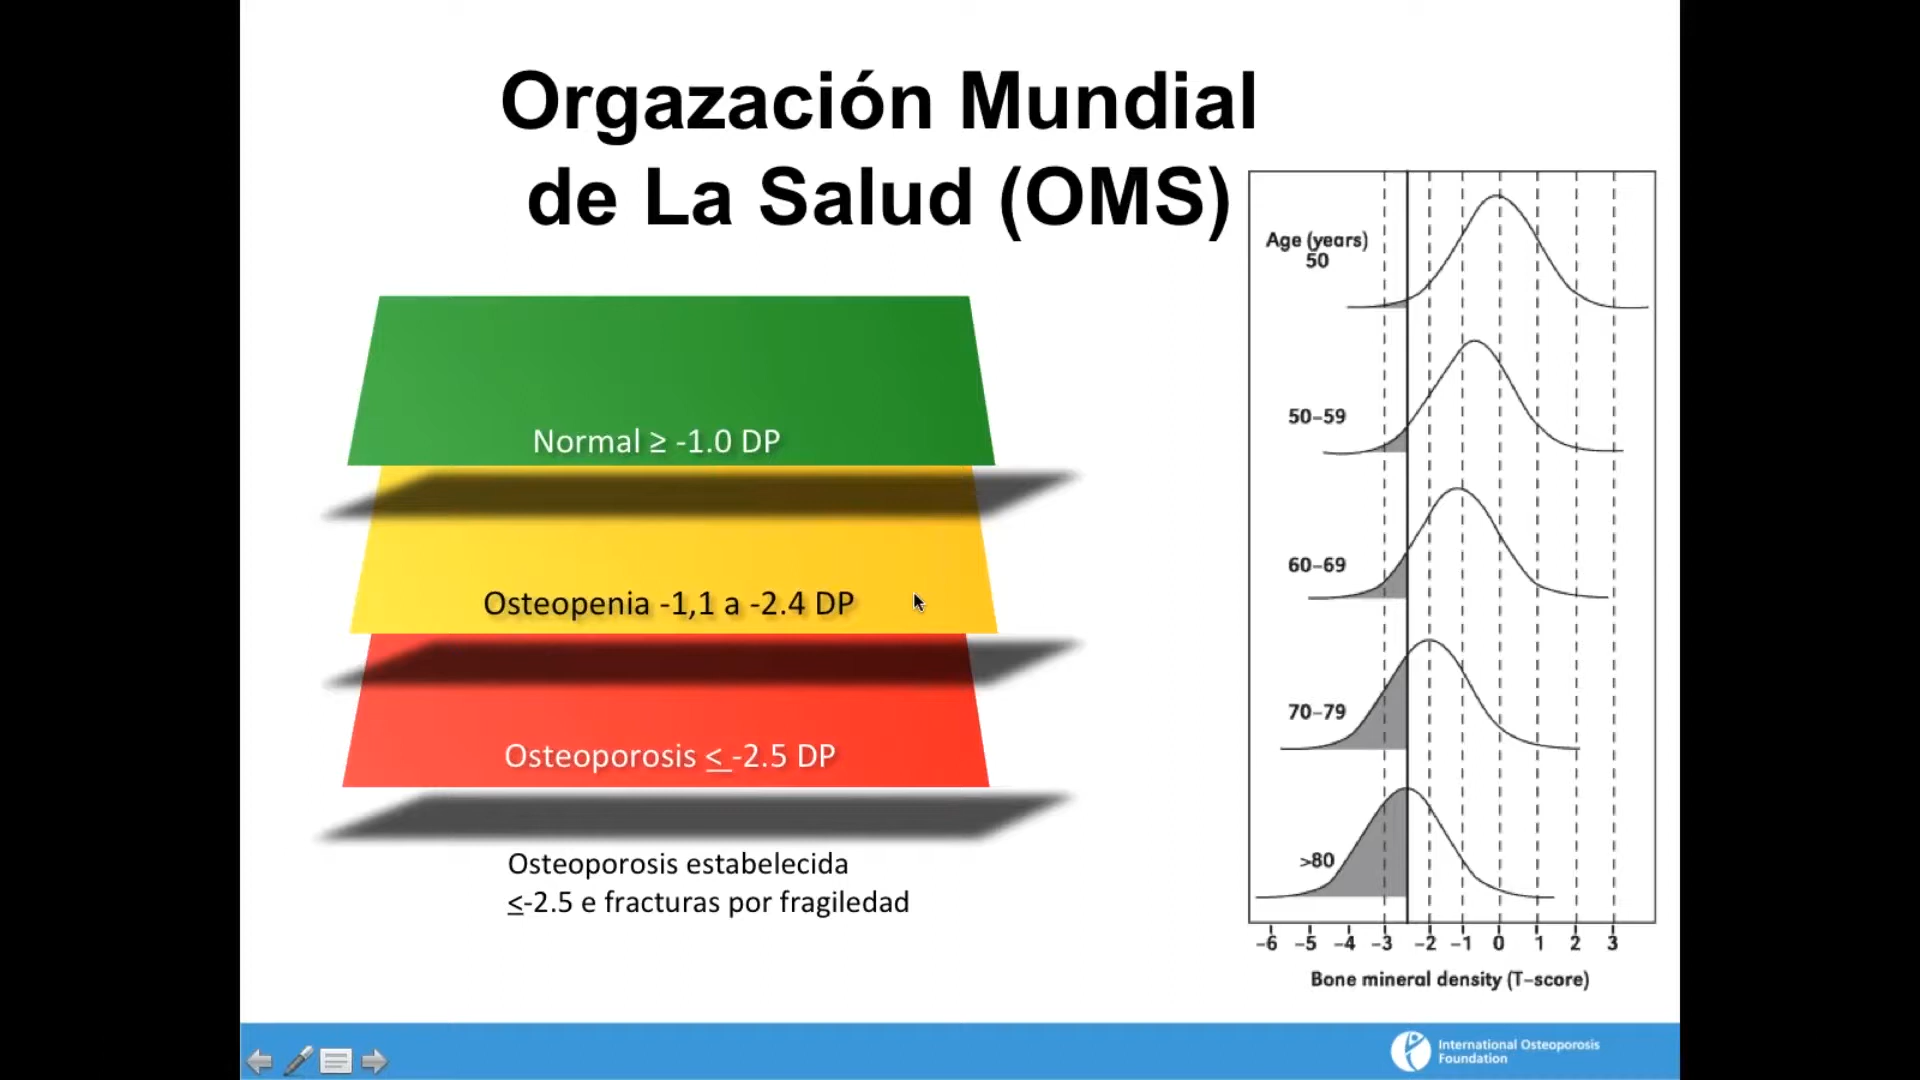 Orgazación Mundial
de La Salud (OMS)
Normal ≥ -1.0 DP
Osteopenia -1,1 a -2.4 DP
Osteoporosis < -2.5 DP
Osteoporosis estabelecida
<-2.5 e fracturas por fragiledad
Age (years)
50
50–59
60–69
70–79
>80
–6 –5 –4 –3 –2 –1 0 1 2 3
Bone mineral density (T–score)
International Osteoporosis
Foundation